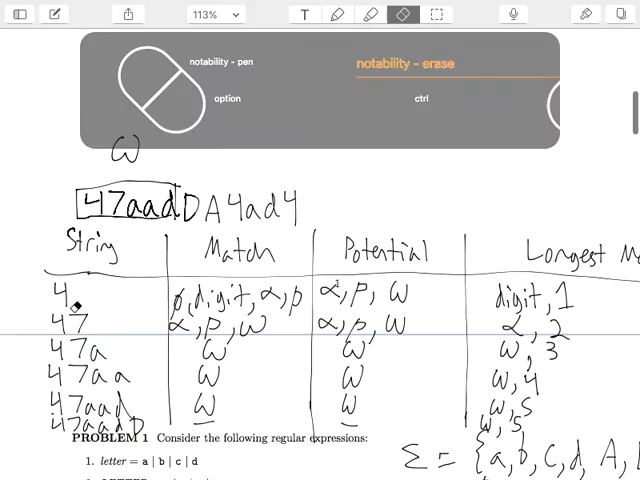 113%
T
notability - pen
notability - erase
option
ctrl
ω
47aadDA4ad4
String Match Potential Longest M
4 ϕ, digit, α, p α, p, ω digit, 1
47 α, p, ω α, p, ω α, 2
47a ω ω ω, 3
47aa ω ω ω, 4
47aad ω ω ω, 5
47aadD — — ω, 5
PROBLEM 1 Consider the following regular expressions:
Σ = {a, b, c, d, A,
1. letter = a | b | c | d